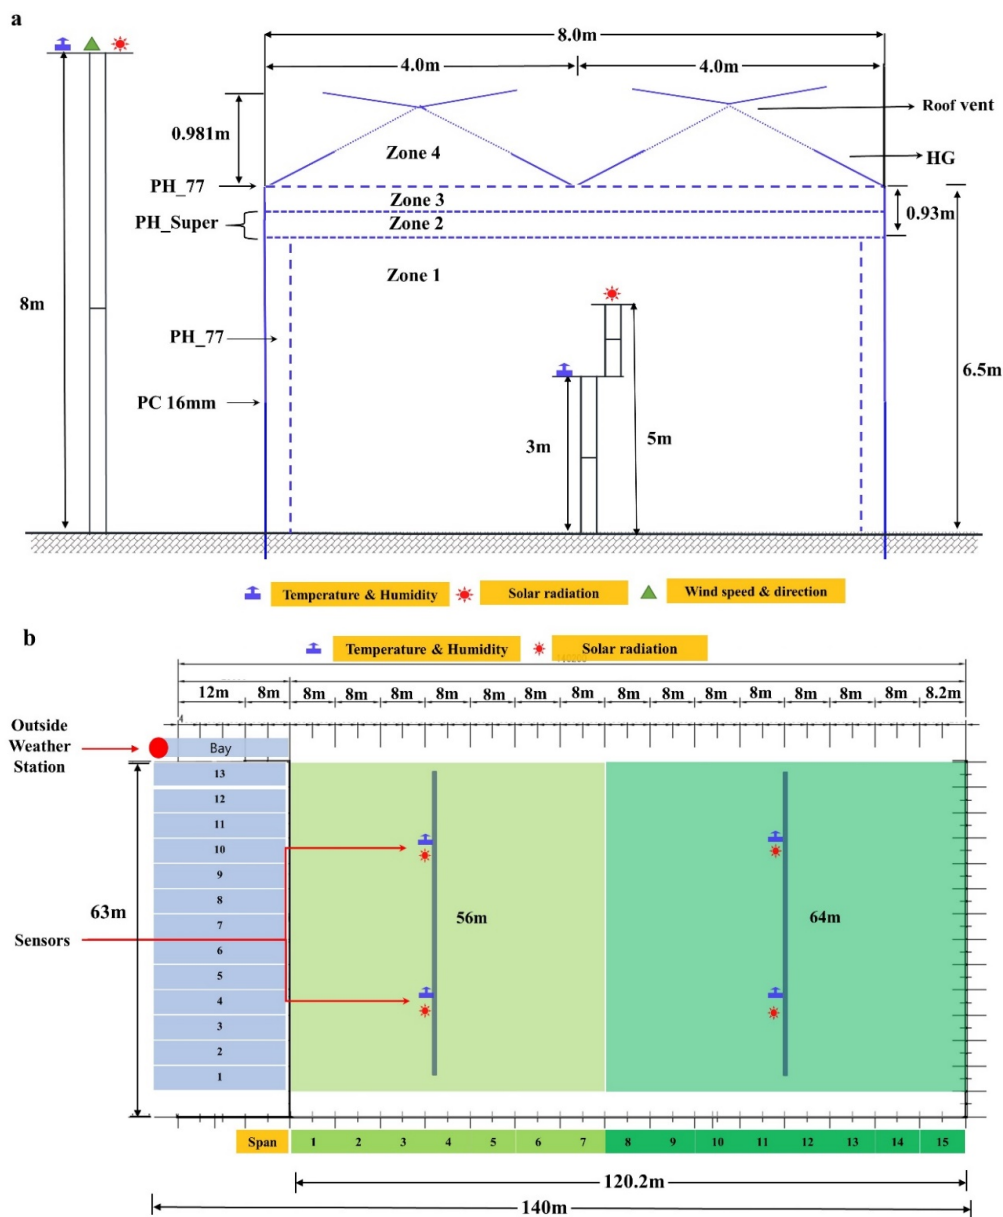 a
8.0m
4.0m 4.0m
Roof vent
0.981m
Zone 4
HG
PH_77
Zone 3
PH_Super
Zone 2
0.93m
Zone 1
8m
PH_77
6.5m
PC 16mm
3m
5m
Temperature & Humidity Solar radiation Wind speed & direction
b
Temperature & Humidity Solar radiation
12m 8m 8m 8m 8m 8m 8m 8m 8m 8m 8m 8m 8m 8m 8m 8m 8.2m
4
Outside
Weather
Station
Bay
13
12
11
10
9
8
7
6
5
4
3
2
1
63m
56m
64m
Sensors
Span 1 2 3 4 5 6 7 8 9 10 11 12 13 14 15
120.2m
140m